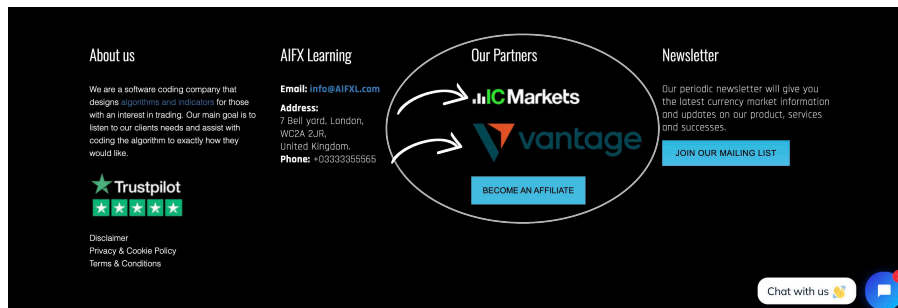 About us
We are a software coding company that
designs algorithms and indicators for those
with an interest in trading. Our main goal is to
listen to our clients needs and assist with
coding the algorithm to exactly how they
would like.
Trustpilot
Disclaimer
Privacy & Cookie Policy
Terms & Conditions
AIFX Learning
Email: info@AIFXL.com
Address:
7 Bell yard, London,
WC2A 2JR,
United Kingdom.
Phone: +03333355565
Our Partners
IC Markets
vantage
BECOME AN AFFILIATE
Newsletter
Our periodic newsletter will give you
the latest currency market information
and updates on our product, services
and successes.
JOIN OUR MAILING LIST
Chat with us 👋